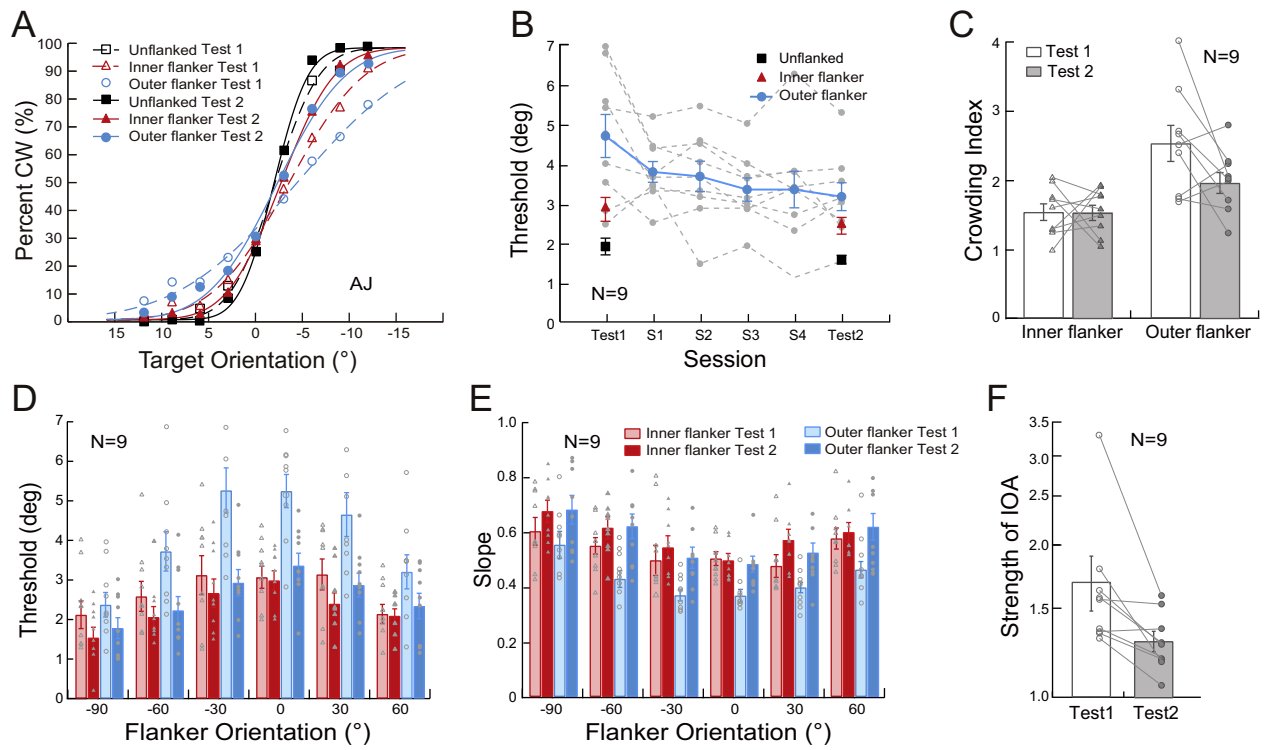 A
Unflanked Test 1
Inner flanker Test 1
Outer flanker Test 1
Unflanked Test 2
Inner flanker Test 2
Outer flanker Test 2
Percent CW (%)
100
90
80
70
60
50
40
30
20
10
0
AJ
15 10 5 0 -5 -10 -15
Target Orientation (°)
B
Unflanked
Inner flanker
Outer flanker
Threshold (deg)
7
6
5
4
3
2
1
0
N=9
Test1 S1 S2 S3 S4 Test2
Session
C
Test 1
Test 2
N=9
Crowding Index
4
3
2
1
0
Inner flanker Outer flanker
D
N=9
Threshold (deg)
7
6
5
4
3
2
1
0
-90 -60 -30 0 30 60
Flanker Orientation (°)
E
N=9
Inner flanker Test 1
Inner flanker Test 2
Outer flanker Test 1
Outer flanker Test 2
Slope
1.0
0.8
0.6
0.4
0.2
0
-90 -60 -30 0 30 60
Flanker Orientation (°)
F
N=9
Strength of IOA
3.5
3.0
2.5
2.0
1.5
1.0
Test1 Test2